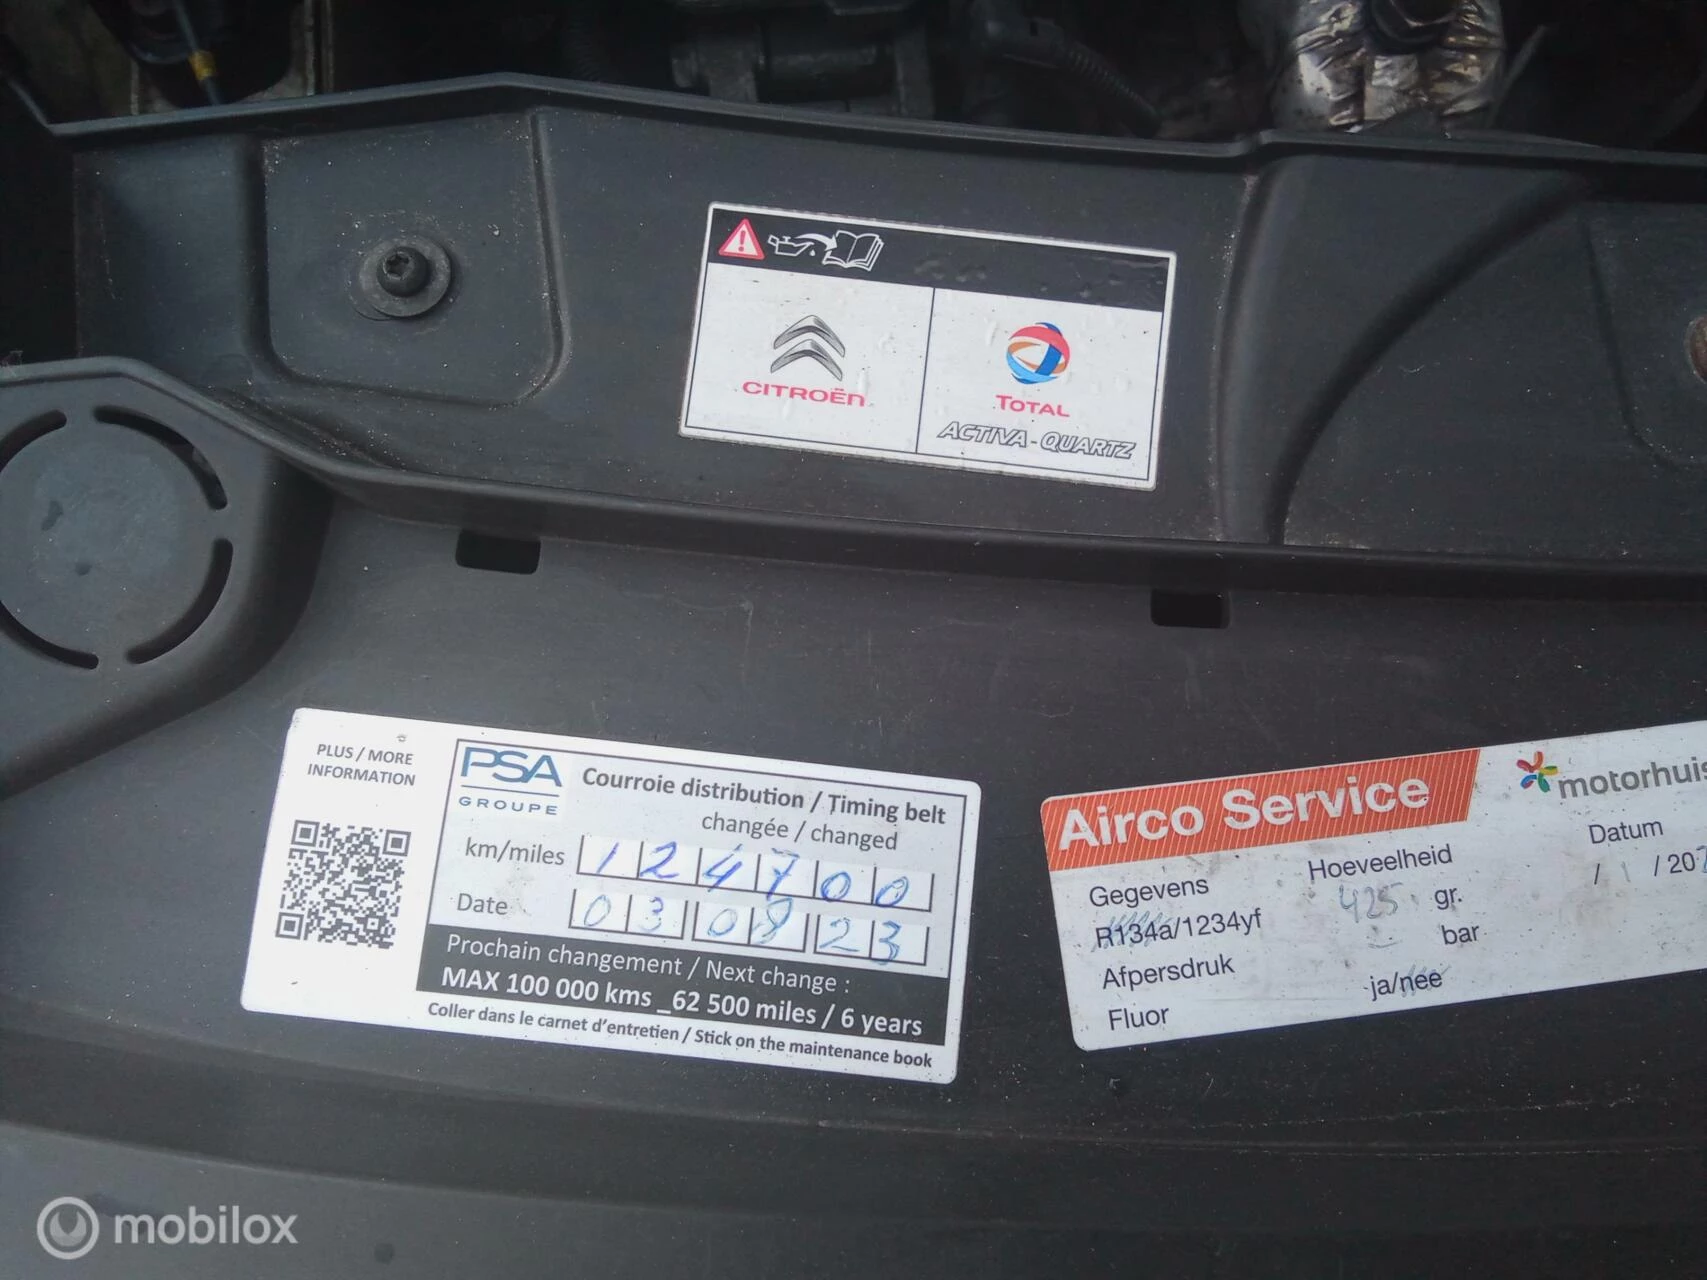 CITROËN
TOTAL
ACTIVA-QUARTZ
PLUS / MORE
INFORMATION
PSA
GROUPE
Courroie distribution / Timing belt
changée / changed
km/miles 124700
Date 03 08 23
Prochain changement / Next change :
MAX 100 000 kms _62 500 miles / 6 years
Coller dans le carnet d'entretien / Stick on the maintenance book
Airco Service
motorhuis
Gegevens Hoeveelheid Datum
R134a/1234yf 425 gr. / / 20
Afpersdruk bar
Fluor ja/nee
mobilox